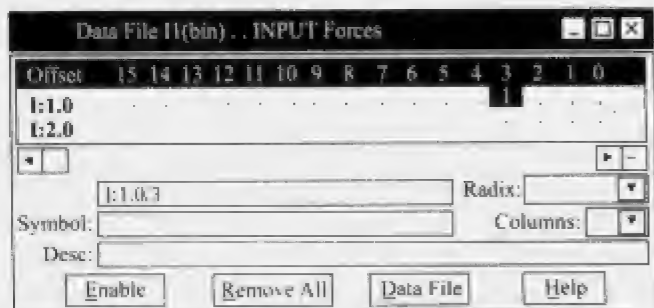 Data File I1(bin) . . INPUT Forces
Offset 15 14 13 12 11 10 9 8 7 6 5 4 3 2 1 0
I:1.0 . . . . . . . . . . . . 1 . . .
I:2.0 . . . .
I:1.0/3 Radix:
Symbol: Columns:
Desc:
Enable Remove All Data File Help